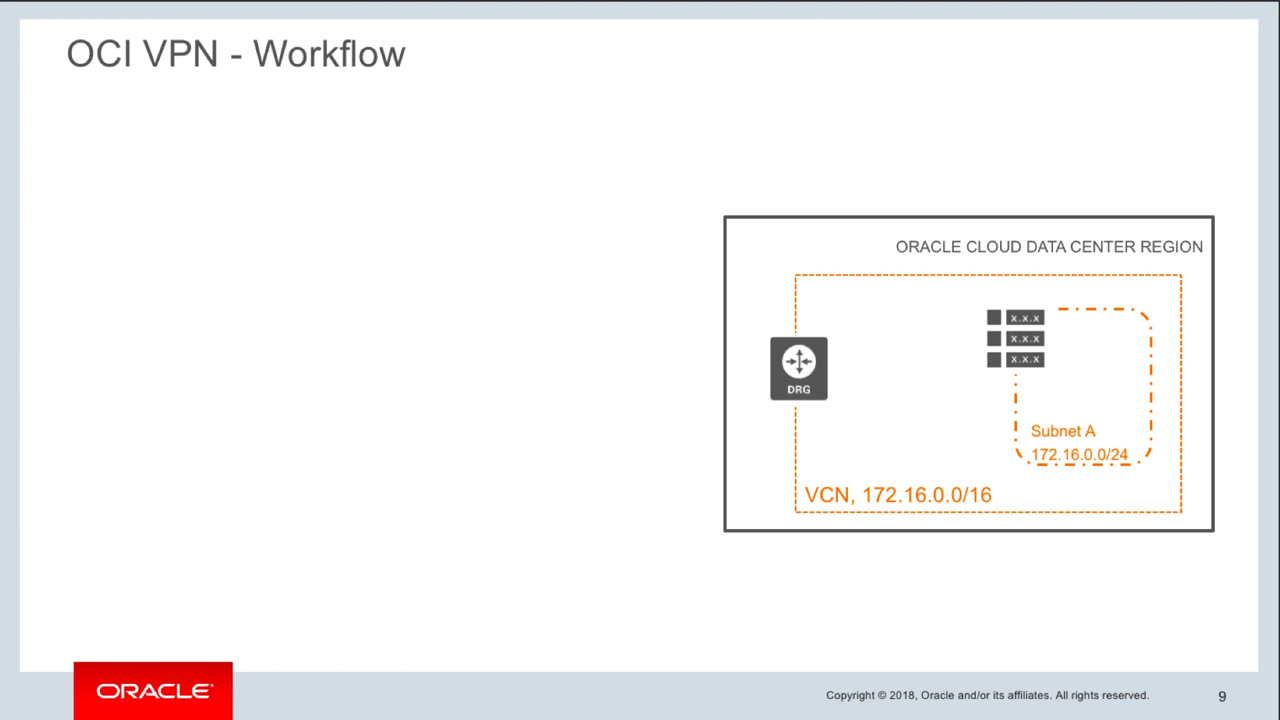 OCI VPN - Workflow
ORACLE CLOUD DATA CENTER REGION
x.x.x
x.x.x
x.x.x
DRG
Subnet A
172.16.0.0/24
VCN, 172.16.0.0/16
ORACLE®
Copyright © 2018, Oracle and/or its affiliates. All rights reserved.
9